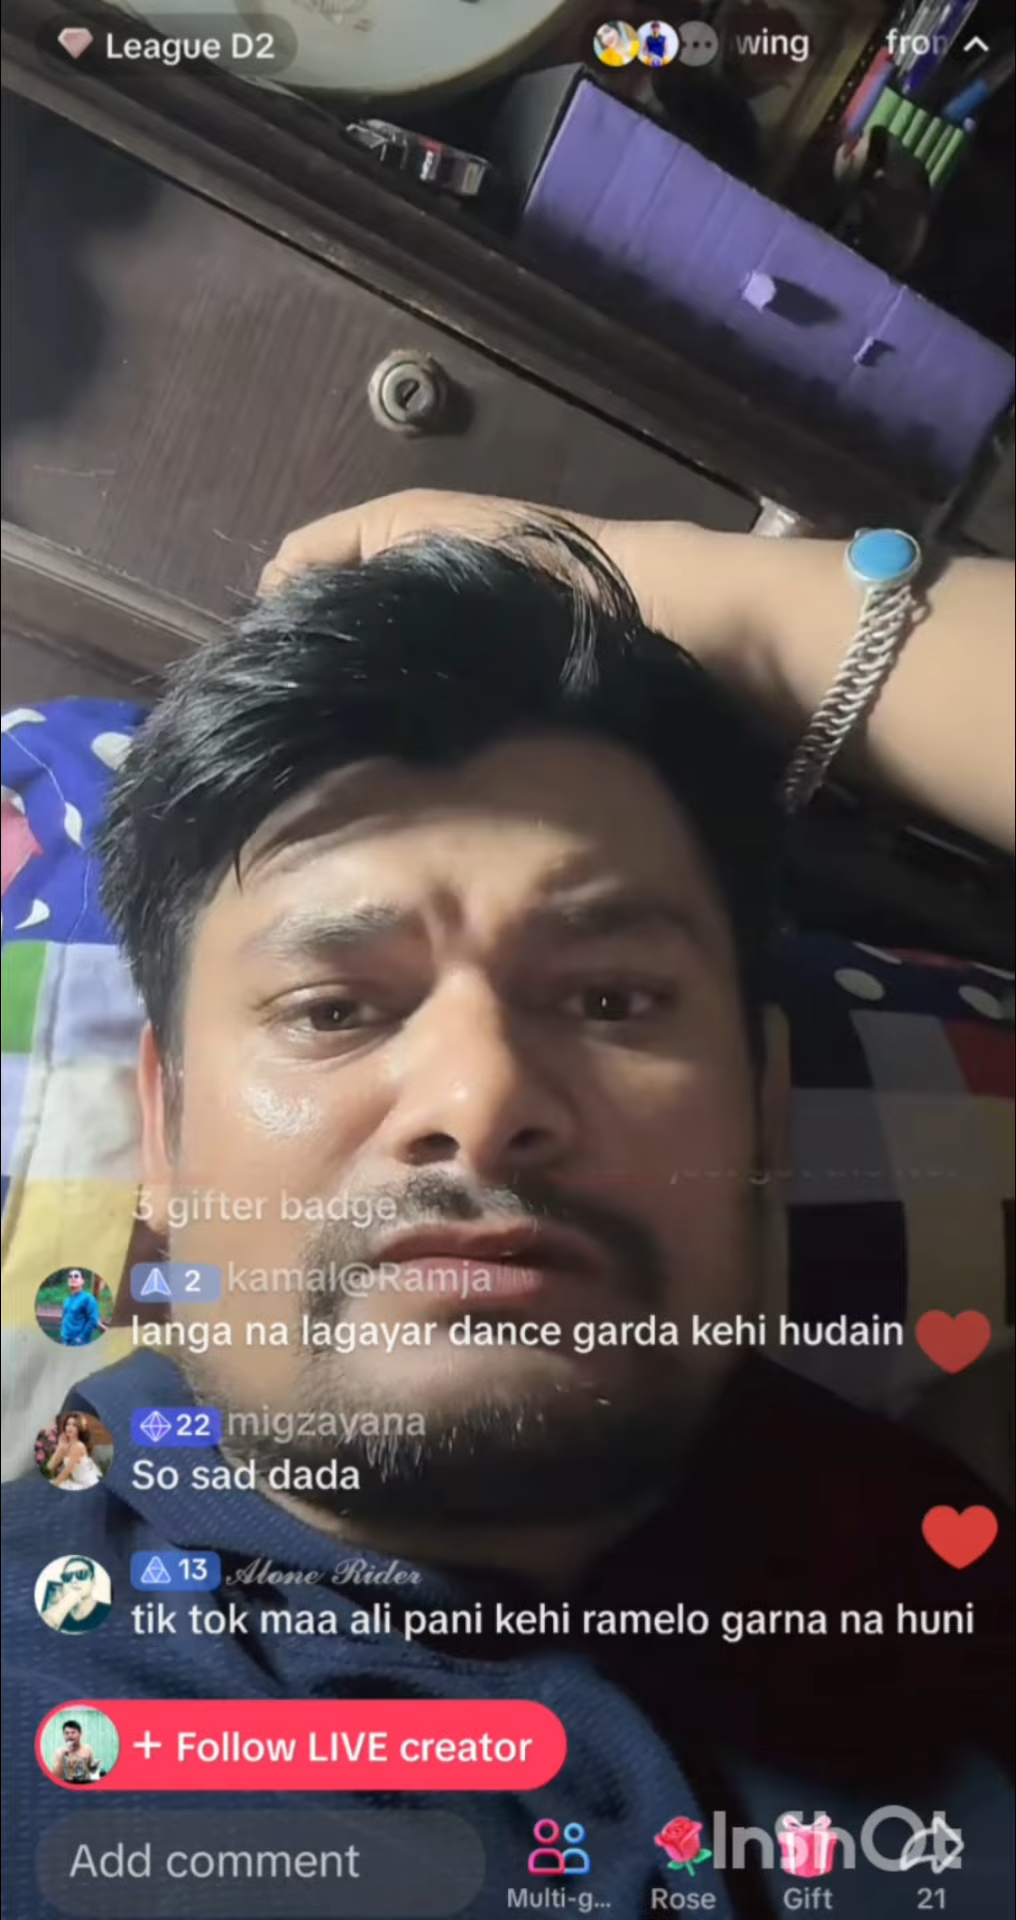 League D2
wing
from
3 gifter badge
2 kamal@Ramja
langa na lagayar dance garda kehi hudain
22 migzayana
So sad dada
13 Alone Rider
tik tok maa ali pani kehi ramelo garna na huni
+ Follow LIVE creator
Add comment
Multi-g...
Rose
Gift
21
InShOt